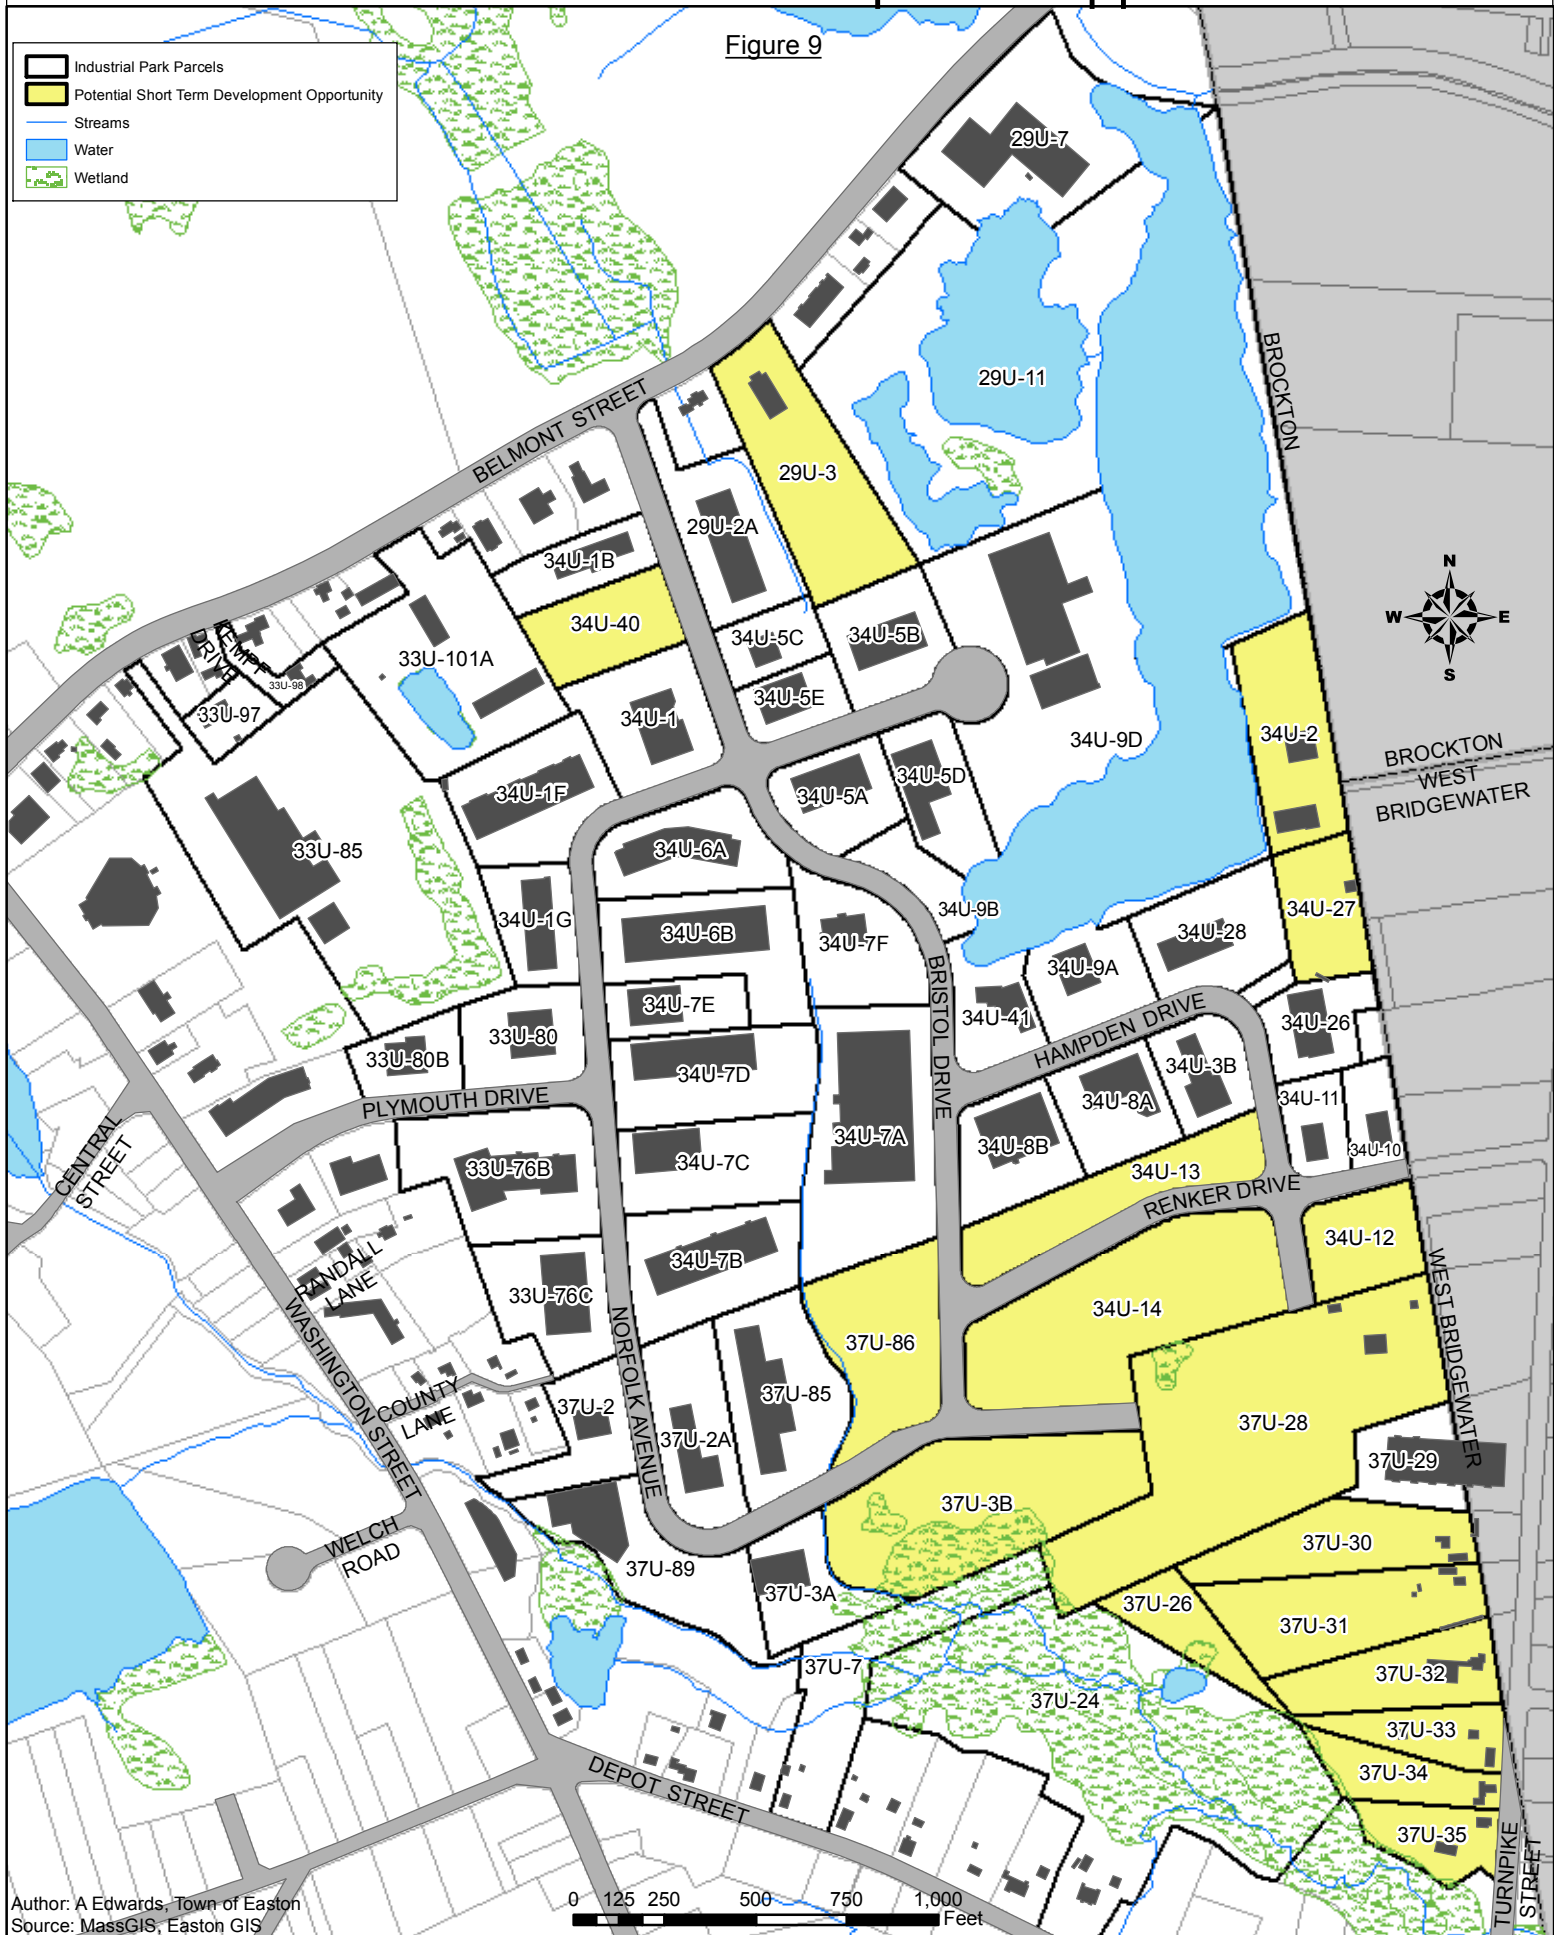 Figure 9
Industrial Park Parcels
Potential Short Term Development Opportunity
Streams
Water
Wetland
29U-7
29U-11
BROCKTON
BELMONT STREET
29U-3
29U-2A
34U-1B
34U-40
34U-5C
34U-5B
34U-5E
34U-1
33U-101A
KEMPF
DRIVE
33U-98
33U-97
N
W
E
S
34U-9D
34U-2
BROCKTON
WEST
BRIDGEWATER
34U-1F
34U-5A
34U-5D
33U-85
34U-6A
34U-9B
34U-27
34U-1G
34U-6B
34U-7F
34U-28
34U-9A
34U-7E
34U-41
34U-26
33U-80
33U-80B
BRISTOL DRIVE
HAMPDEN DRIVE
34U-7D
34U-3B
34U-8A
34U-11
PLYMOUTH DRIVE
34U-7A
34U-8B
34U-10
34U-7C
33U-76B
34U-13
CENTRAL
STREET
RENKER DRIVE
34U-12
34U-7B
RANDALL
LANE
33U-76C
34U-14
WEST BRIDGEWATER
WASHINGTON STREET
NORFOLK AVENUE
37U-86
37U-85
COUNTY
LANE
37U-2
37U-2A
37U-28
37U-29
37U-3B
WELCH
ROAD
37U-30
37U-89
37U-3A
37U-26
37U-31
37U-7
37U-32
37U-24
37U-33
37U-34
DEPOT STREET
37U-35
TURNPIKE
STREET
Author: A Edwards, Town of Easton
Source: MassGIS, Easton GIS
0 125 250 500 750 1,000
Feet